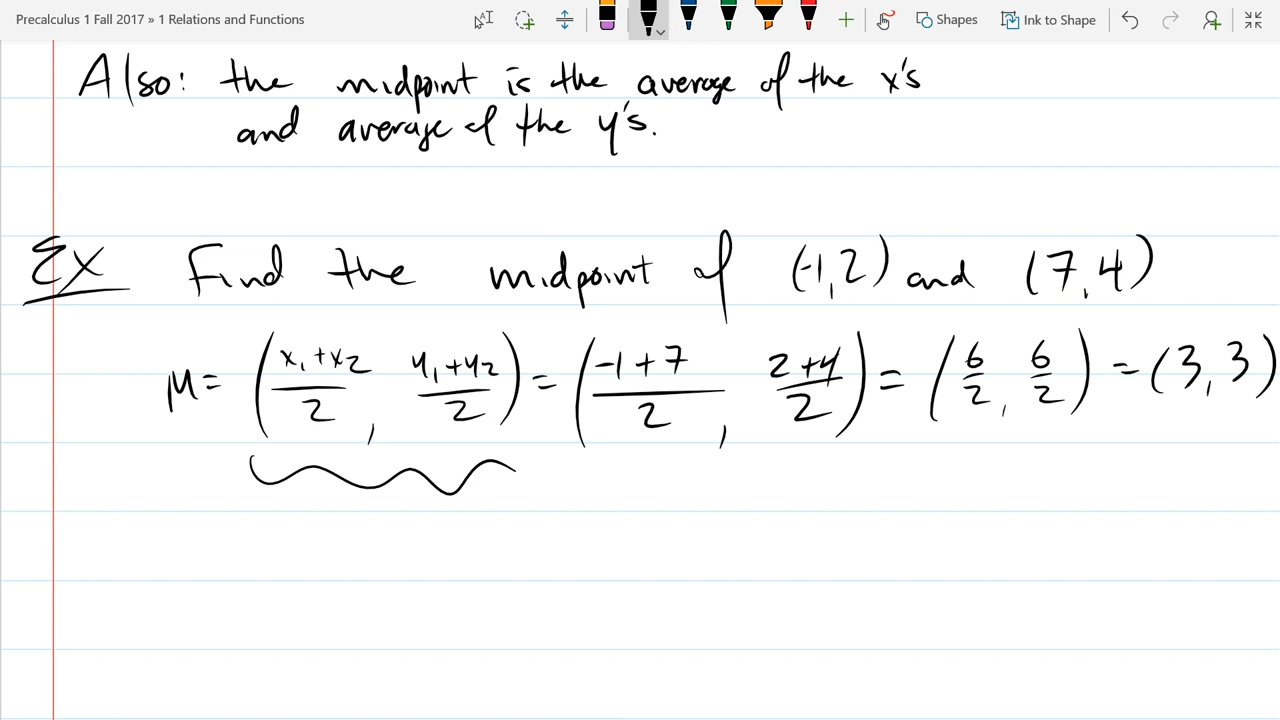 Precalculus 1 Fall 2017 » 1 Relations and Functions
Shapes
Ink to Shape
Also: the midpoint is the average of the x's
and average of the y's.
Ex Find the midpoint of (-1,2) and (7,4)
M = ((x₁+x₂)/2, (y₁+y₂)/2) = ((-1+7)/2, (2+4)/2) = (6/2, 6/2) = (3,3)